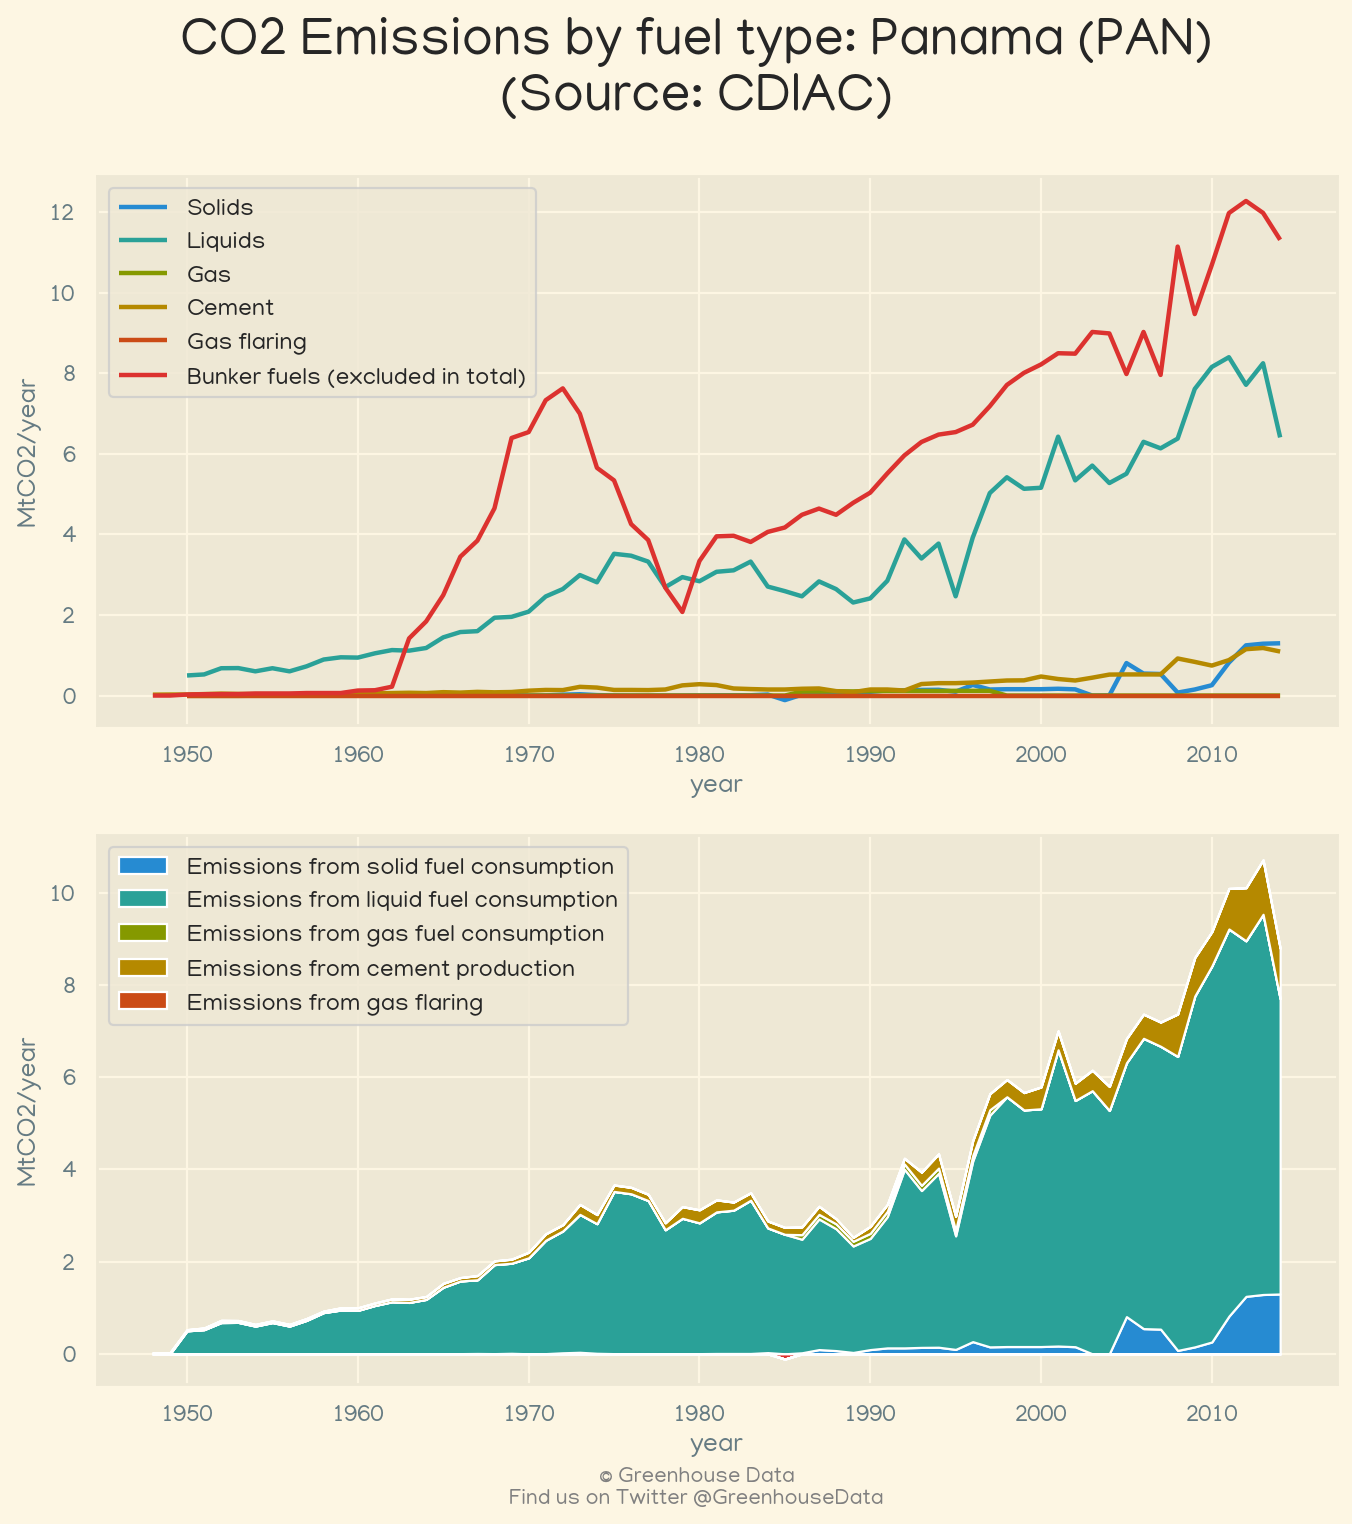 CO2 Emissions by fuel type: Panama (PAN)
(Source: CDIAC)
Solids
Liquids
Gas
Cement
Gas flaring
Bunker fuels (excluded in total)
12
10
8
6
4
2
0
MtCO2/year
1950 1960 1970 1980 1990 2000 2010
year
Emissions from solid fuel consumption
Emissions from liquid fuel consumption
Emissions from gas fuel consumption
Emissions from cement production
Emissions from gas flaring
10
8
6
4
2
0
MtCO2/year
1950 1960 1970 1980 1990 2000 2010
year
© Greenhouse Data
Find us on Twitter @GreenhouseData